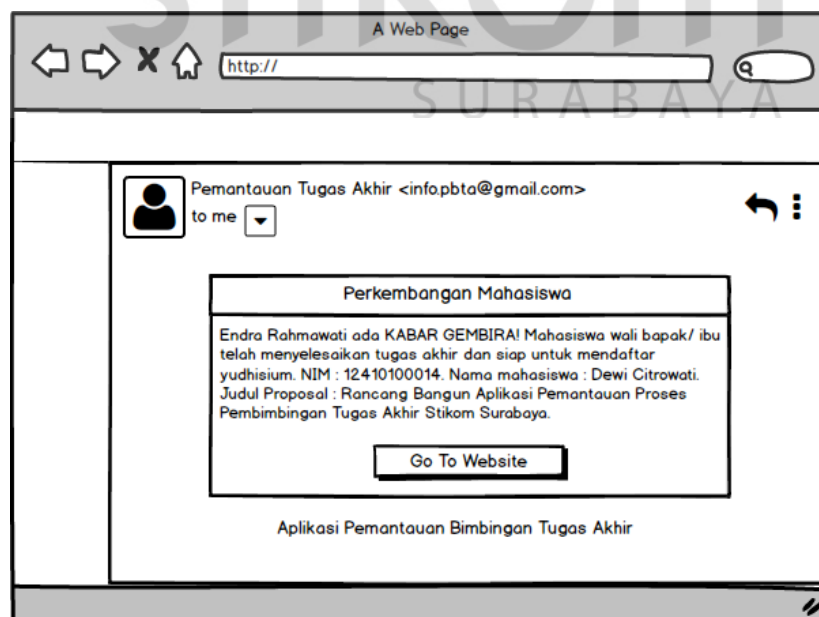 A Web Page
http://
SURABAYA
Pemantauan Tugas Akhir <info.pbta@gmail.com>
to me
Perkembangan Mahasiswa
Endra Rahmawati ada KABAR GEMBIRA! Mahasiswa wali bapak/ ibu
telah menyelesaikan tugas akhir dan siap untuk mendaftar
yudhisium. NIM : 12410100014. Nama mahasiswa : Dewi Citrowati.
Judul Proposal : Rancang Bangun Aplikasi Pemantauan Proses
Pembimbingan Tugas Akhir Stikom Surabaya.
Go To Website
Aplikasi Pemantauan Bimbingan Tugas Akhir